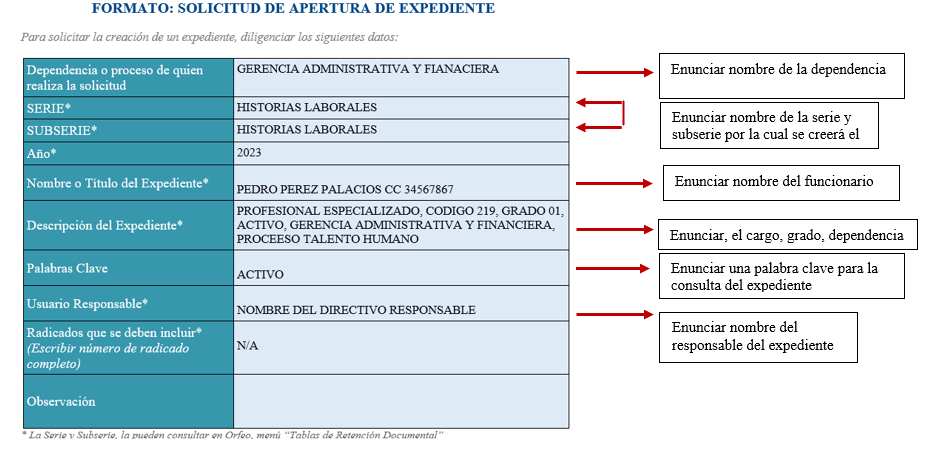 FORMATO: SOLICITUD DE APERTURA DE EXPEDIENTE
Para solicitar la creación de un expediente, diligenciar los siguientes datos:
Dependencia o proceso de quien
realiza la solicitud
GERENCIA ADMINISTRATIVA Y FIANACIERA
Enunciar nombre de la dependencia
SERIE*
HISTORIAS LABORALES
SUBSERIE*
HISTORIAS LABORALES
Enunciar nombre de la serie y
subserie por la cual se creerá el
Año*
2023
Nombre o Título del Expediente*
PEDRO PEREZ PALACIOS CC 34567867
Enunciar nombre del funcionario
Descripción del Expediente*
PROFESIONAL ESPECIALIZADO, CODIGO 219, GRADO 01,
ACTIVO, GERENCIA ADMINISTRATIVA Y FINANCIERA,
PROCEESO TALENTO HUMANO
Enunciar, el cargo, grado, dependencia
Palabras Clave
ACTIVO
Enunciar una palabra clave para la
consulta del expediente
Usuario Responsable*
NOMBRE DEL DIRECTIVO RESPONSABLE
Enunciar nombre del
responsable del expediente
Radicados que se deben incluir*
(Escribir número de radicado
completo)
N/A
Observación
* La Serie y Subserie, la pueden consultar en Orfeo, menú “Tablas de Retención Documental”